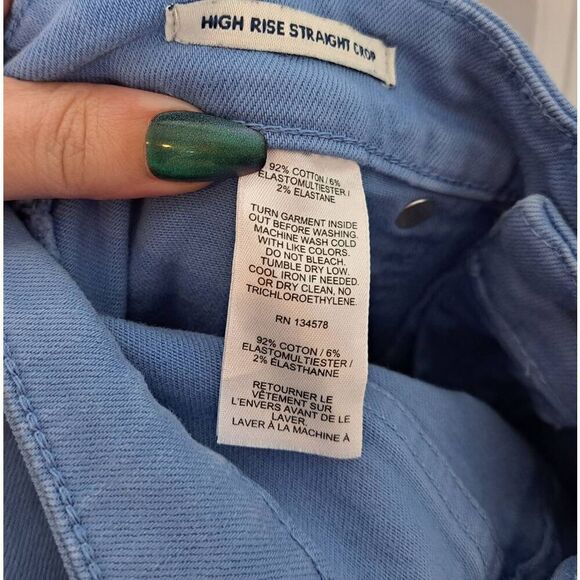 HIGH RISE STRAIGHT CROP
92% COTTON / 6%
ELASTOMULTIESTER /
2% ELASTANE
TURN GARMENT INSIDE
OUT BEFORE WASHING.
MACHINE WASH COLD
WITH LIKE COLORS.
DO NOT BLEACH.
TUMBLE DRY LOW.
COOL IRON IF NEEDED.
OR DRY CLEAN, NO
TRICHLOROETHYLENE.
RN 134578
92% COTTON / 6%
ELASTOMULTIESTER /
2% ÉLASTHANNE
RETOURNER LE
VÊTEMENT SUR
L'ENVERS AVANT DE LE
LAVER.
LAVER À LA MACHINE À